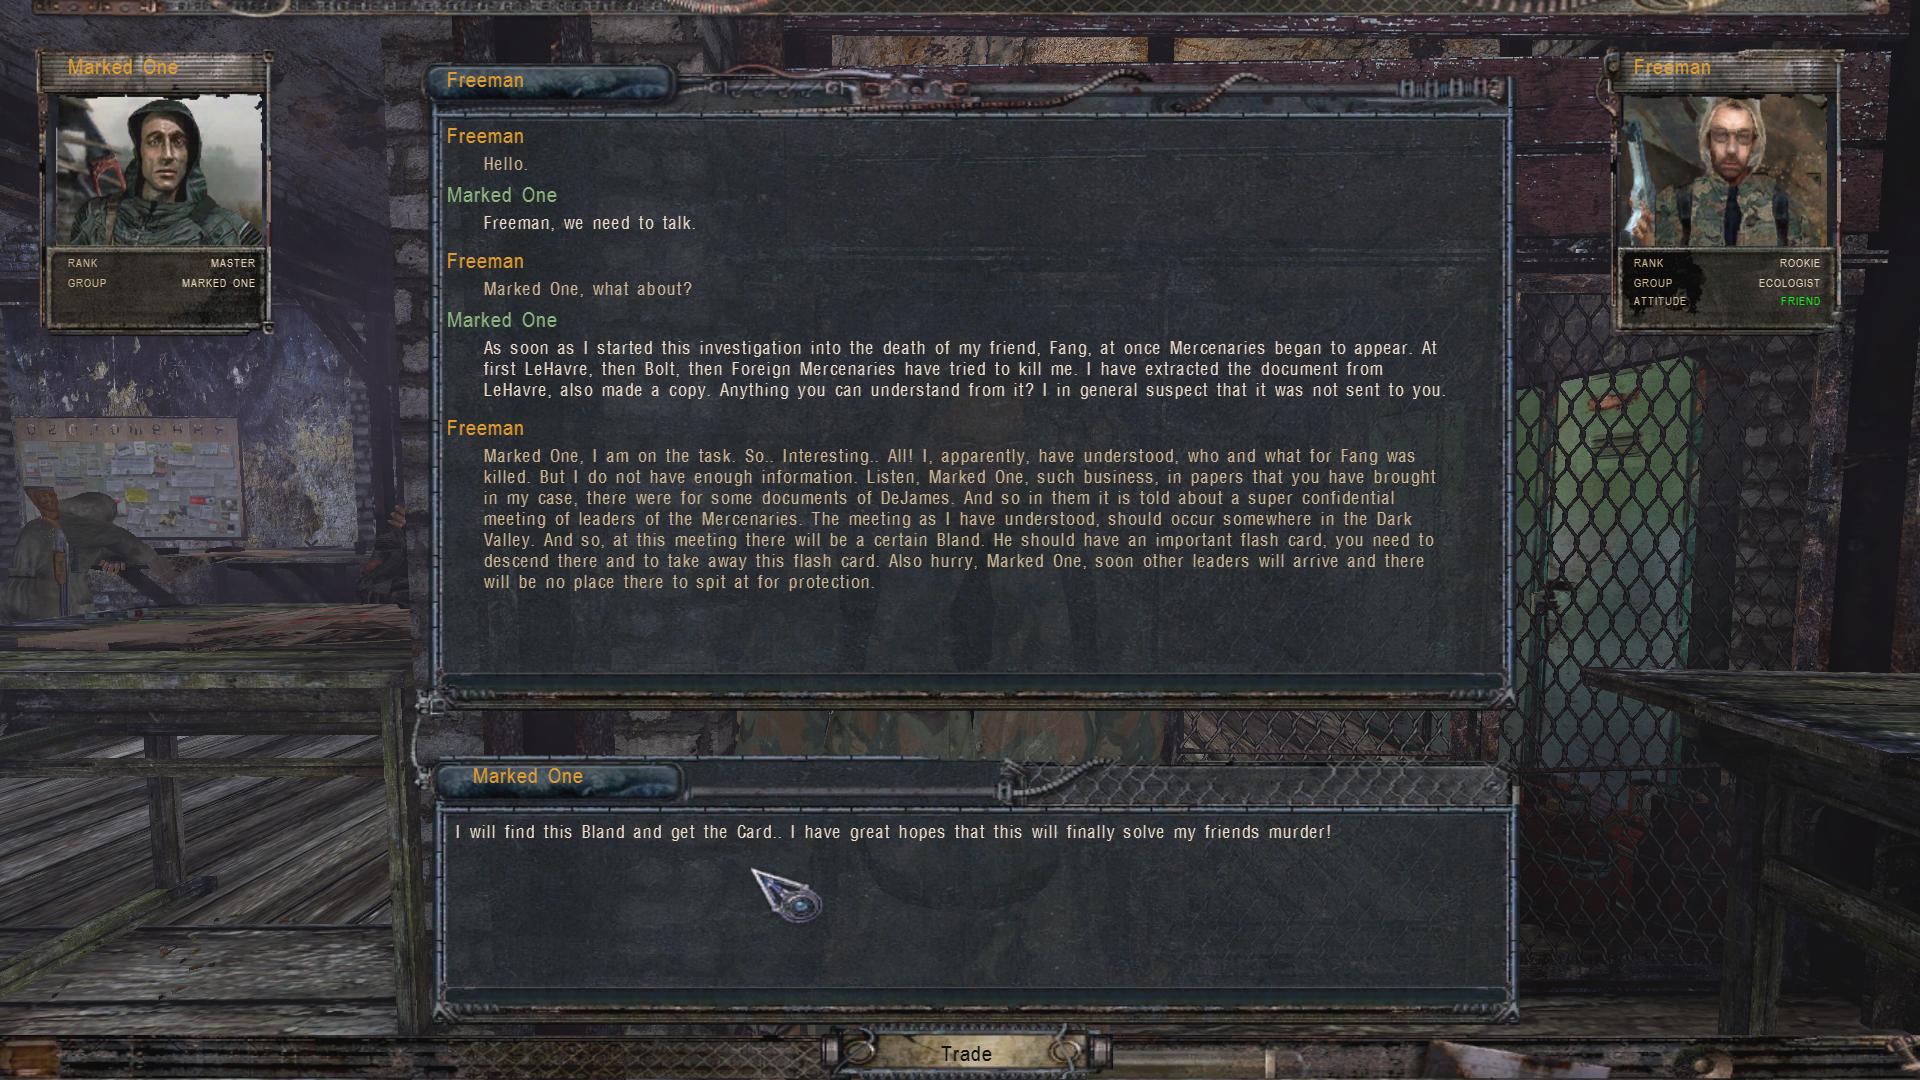 Marked One
RANK MASTER
GROUP MARKED ONE
Freeman
Freeman
Hello.
Marked One
Freeman, we need to talk.
Freeman
Marked One, what about?
Marked One
As soon as I started this investigation into the death of my friend, Fang, at once Mercenaries began to appear. At
first LeHavre, then Bolt, then Foreign Mercenaries have tried to kill me. I have extracted the document from
LeHavre, also made a copy. Anything you can understand from it? I in general suspect that it was not sent to you.
Freeman
Marked One, I am on the task. So.. Interesting.. All! I, apparently, have understood, who and what for Fang was
killed. But I do not have enough information. Listen, Marked One, such business, in papers that you have brought
in my case, there were for some documents of DeJames. And so in them it is told about a super confidential
meeting of leaders of the Mercenaries. The meeting as I have understood, should occur somewhere in the Dark
Valley. And so, at this meeting there will be a certain Bland. He should have an important flash card, you need to
descend there and to take away this flash card. Also hurry, Marked One, soon other leaders will arrive and there
will be no place there to spit at for protection.
Freeman
RANK ROOKIE
GROUP ECOLOGIST
ATTITUDE FRIEND
Marked One
I will find this Bland and get the Card.. I have great hopes that this will finally solve my friends murder!
Trade